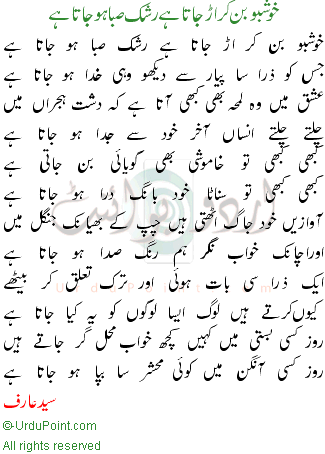 خوشبو بن کر اڑ جاتا ہے رشک صبا ہو جاتا ہے
خوشبو بن کر اڑ جاتا ہے رشک صبا ہو جاتا ہے
جس کو ذرا سا پیار سے دیکھو وہی خدا ہو جاتا ہے
عشق میں وہ لمحہ بھی کبھی آتا ہے کہ دشت ہجراں میں
چلتے چلتے انساں آخر خود سے جدا ہو جاتا ہے
کبھی کبھی تو خاموشی بھی گویائی بن جاتی ہے
کبھی کبھی تو سناٹا خود بانگ درا ہو جاتا ہے
آوازیں خود جاگ اٹھتی ہیں چپ کے بھیانک جنگل میں
اور اچانک خواب نگر ہم رنگ صدا ہو جاتا ہے
ایک ذرا سی بات ہوئی اور ترک تعلق کر بیٹھے
کیوں کرتے ہیں لوگ ایسا لوگوں کو یہ کیا جاتا ہے
روز کسی بستی میں کہیں کچھ خواب محل گر جاتے ہیں
روز کسی آنگن میں کوئی محشر سا بپا ہو جاتا ہے
سید عارف
©-UrduPoint.com
All rights reserved